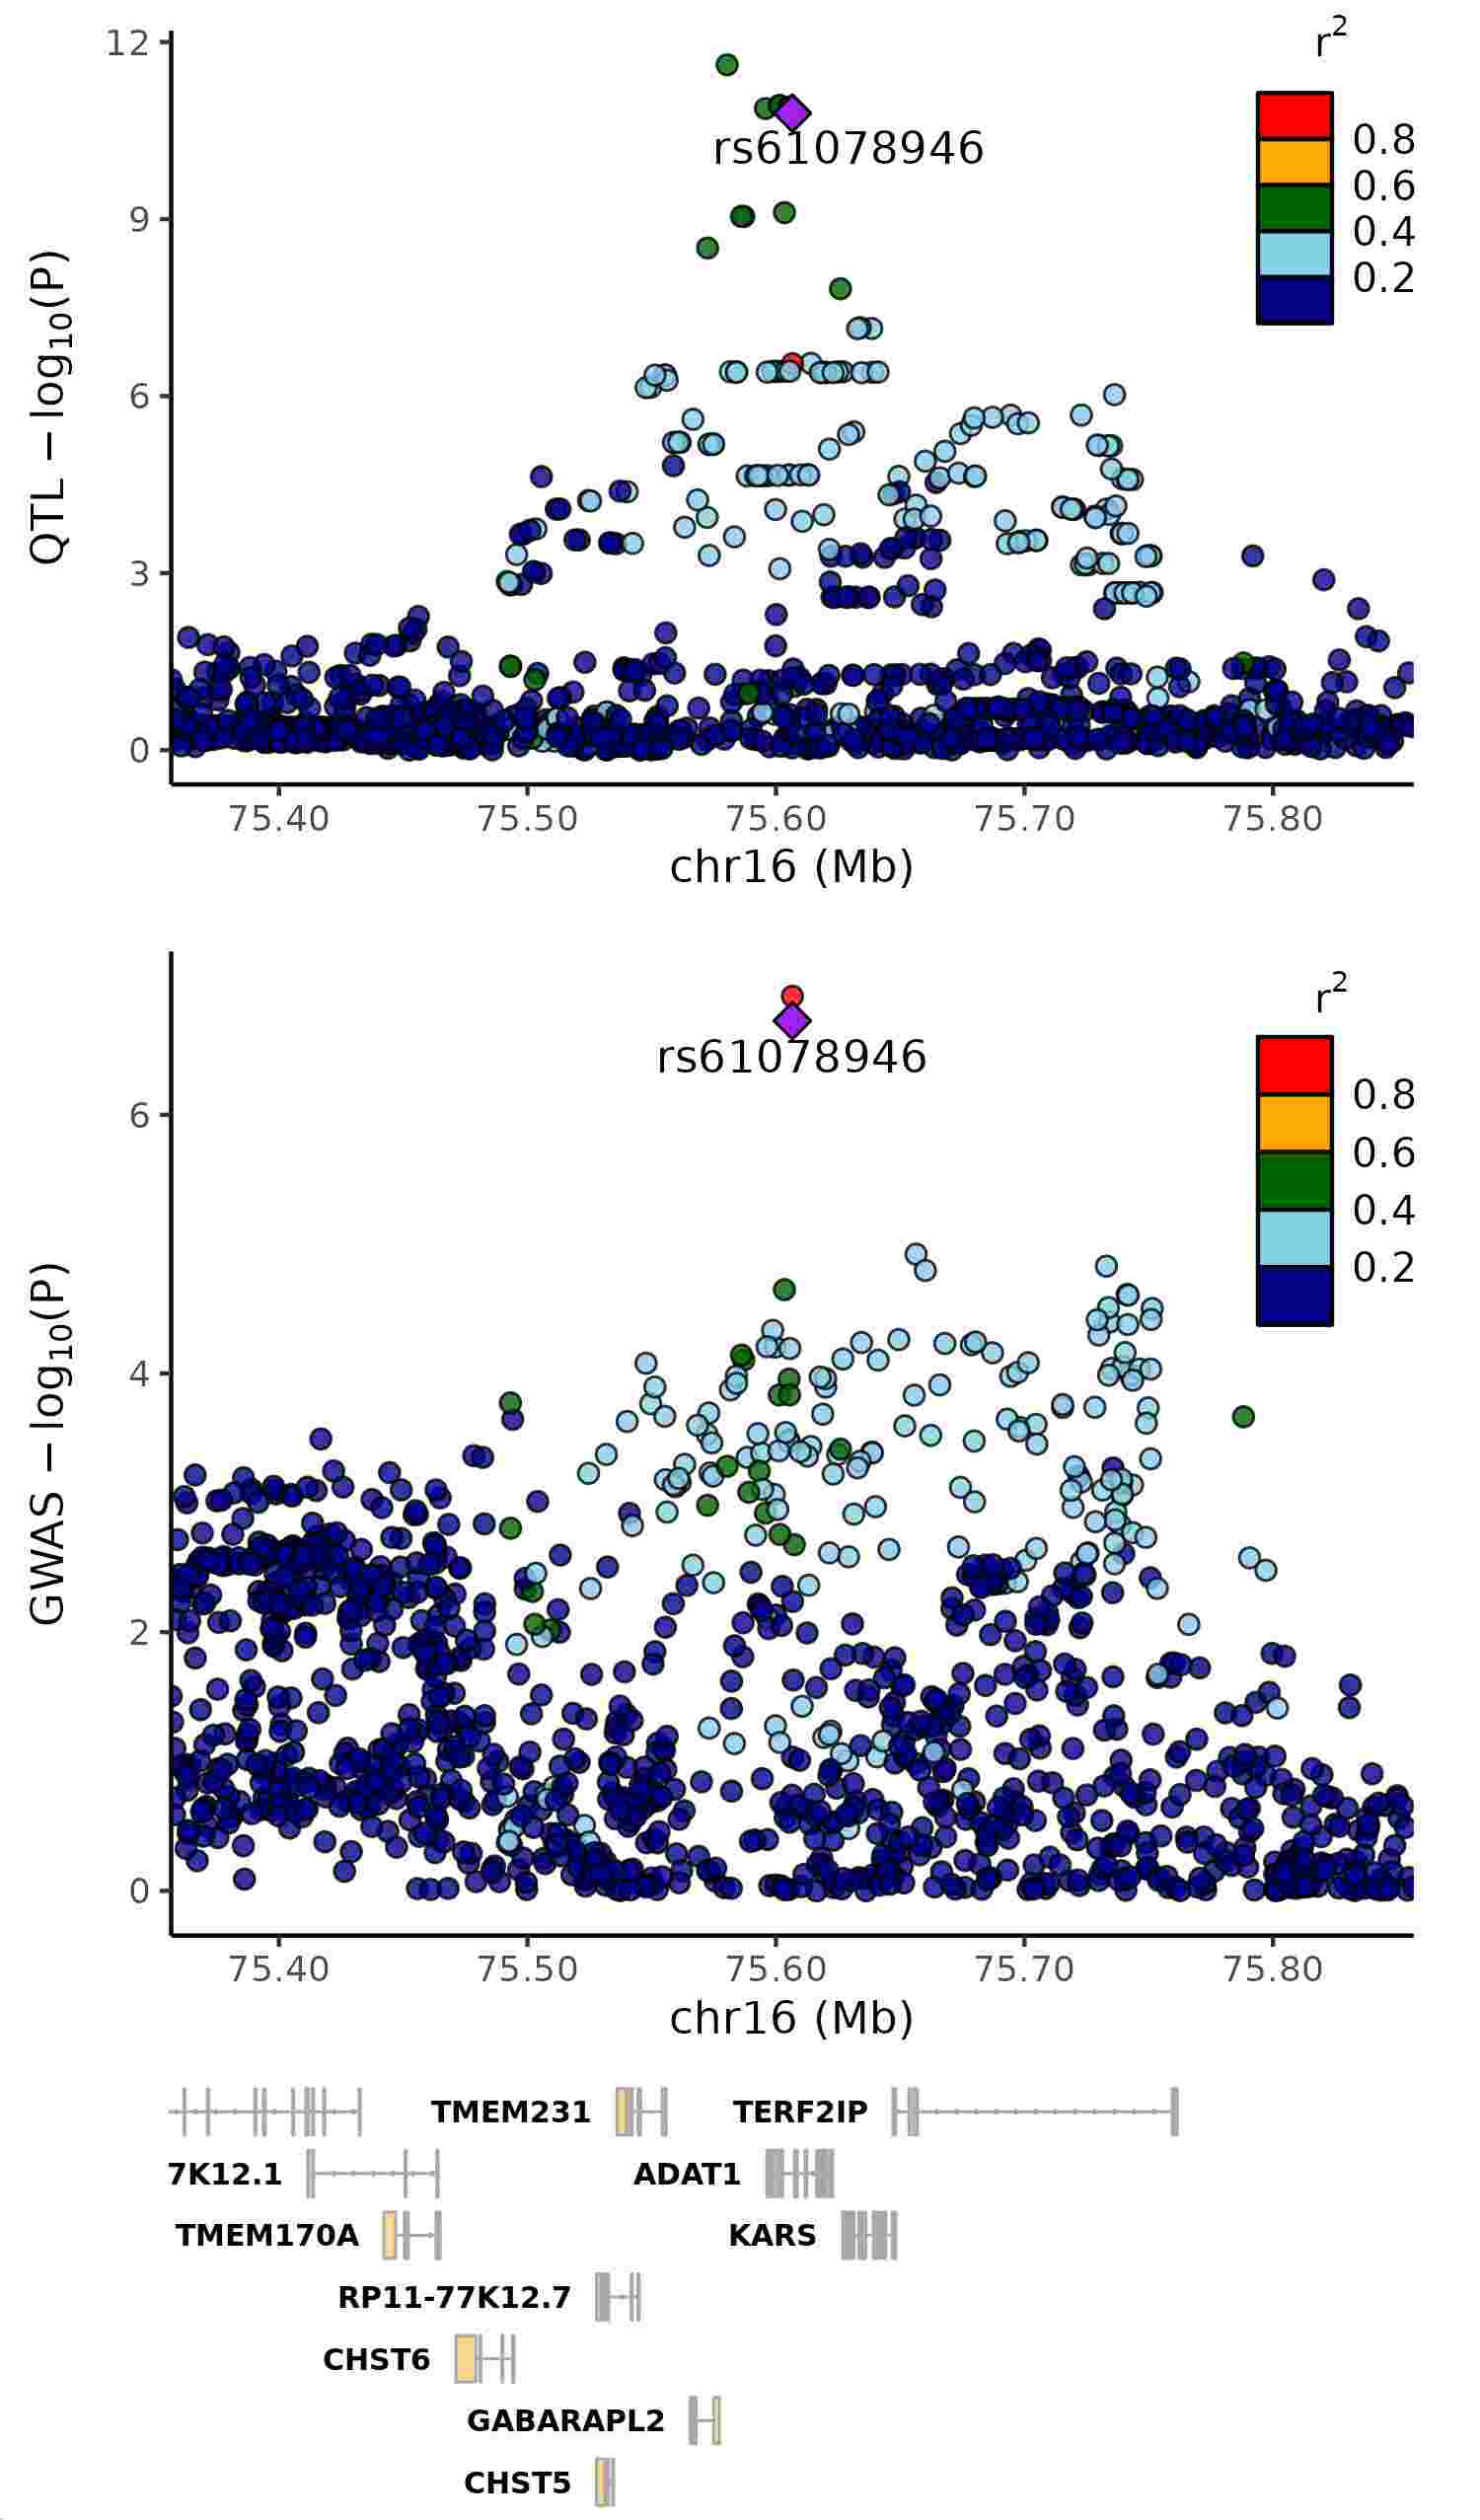 12
9
6
3
0
QTL − log10(P)
rs61078946
r2
0.8
0.6
0.4
0.2
75.40 75.50 75.60 75.70 75.80
chr16 (Mb)
6
4
2
0
GWAS − log10(P)
rs61078946
r2
0.8
0.6
0.4
0.2
75.40 75.50 75.60 75.70 75.80
chr16 (Mb)
TMEM231 TERF2IP
7K12.1 ADAT1
TMEM170A KARS
RP11-77K12.7
CHST6
GABARAPL2
CHST5